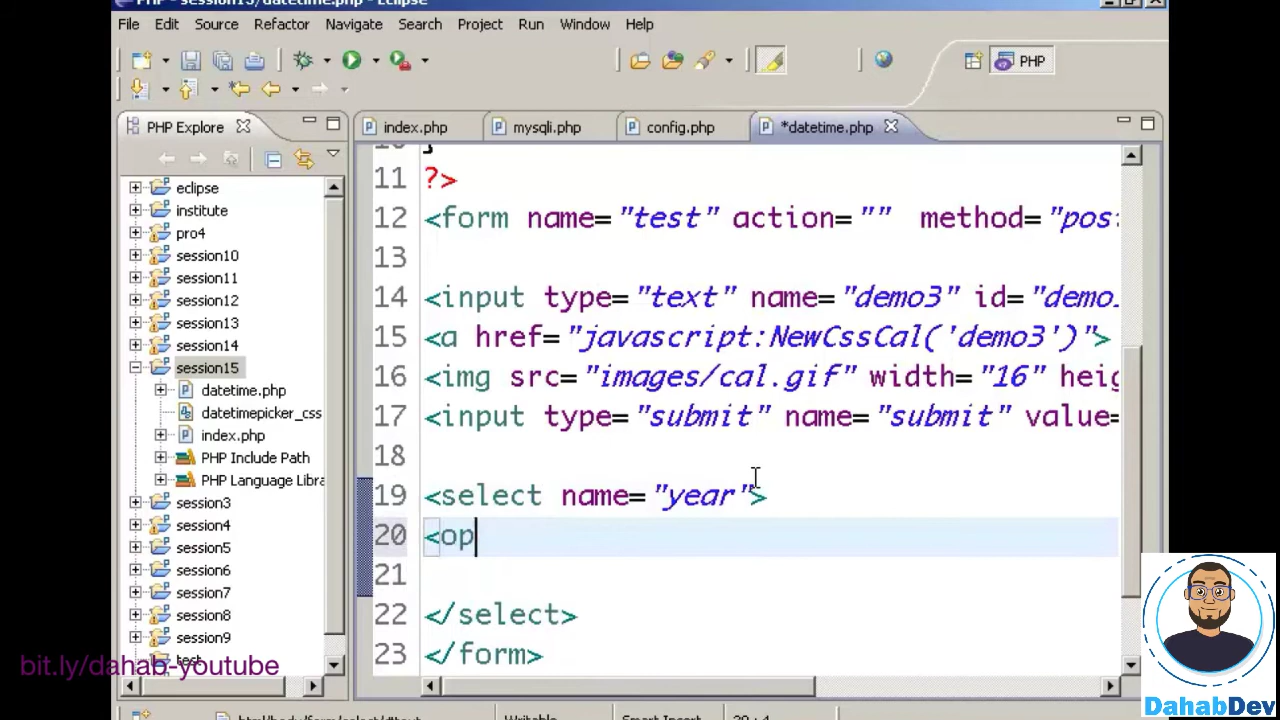 PHP - session15/datetime.php - Eclipse
File Edit Source Refactor Navigate Search Project Run Window Help
PHP
PHP Explore
index.php mysqli.php config.php *datetime.php
eclipse
institute
pro4
session10
session11
session12
session13
session14
session15
datetime.php
datetimepicker_css
index.php
PHP Include Path
PHP Language Libra
session3
session4
session5
session6
session7
session8
session9
test
10 }
11 ?>
12 <form name="test" action="" method="pos
13
14 <input type="text" name="demo3" id="demo
15 <a href="javascript:NewCssCal('demo3')">
16 <img src="images/cal.gif" width="16" heig
17 <input type="submit" name="submit" value=
18
19 <select name="year">
20 <op
21
22 </select>
23 </form>
bit.ly/dahab-youtube
DahabDev